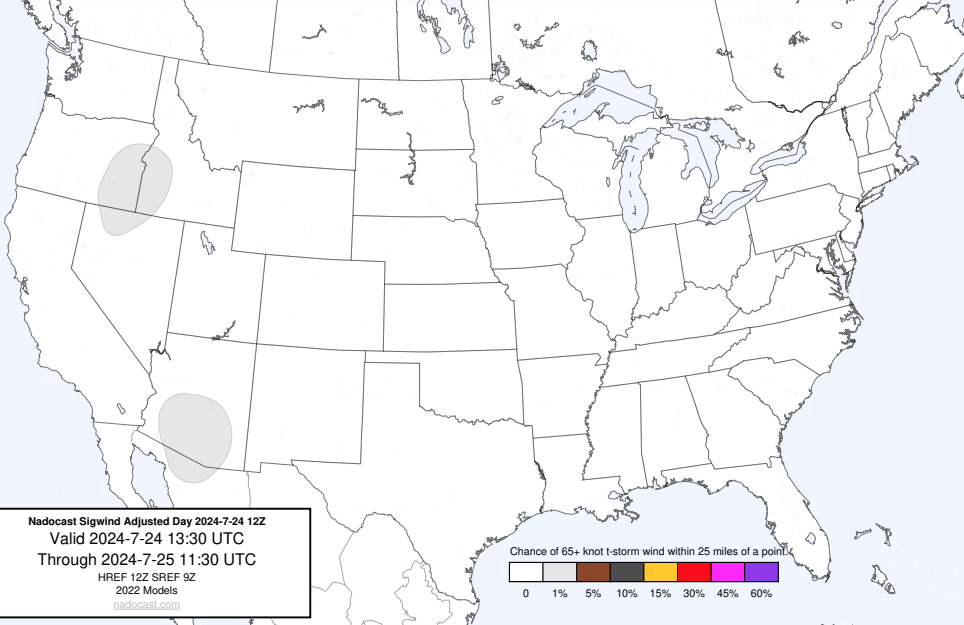 Nadocast Sigwind Adjusted Day 2024-7-24 12Z
Valid 2024-7-24 13:30 UTC
Through 2024-7-25 11:30 UTC
HREF 12Z SREF 9Z
2022 Models
nadocast.com
Chance of 65+ knot t-storm wind within 25 miles of a point.
0 1% 5% 10% 15% 30% 45% 60%